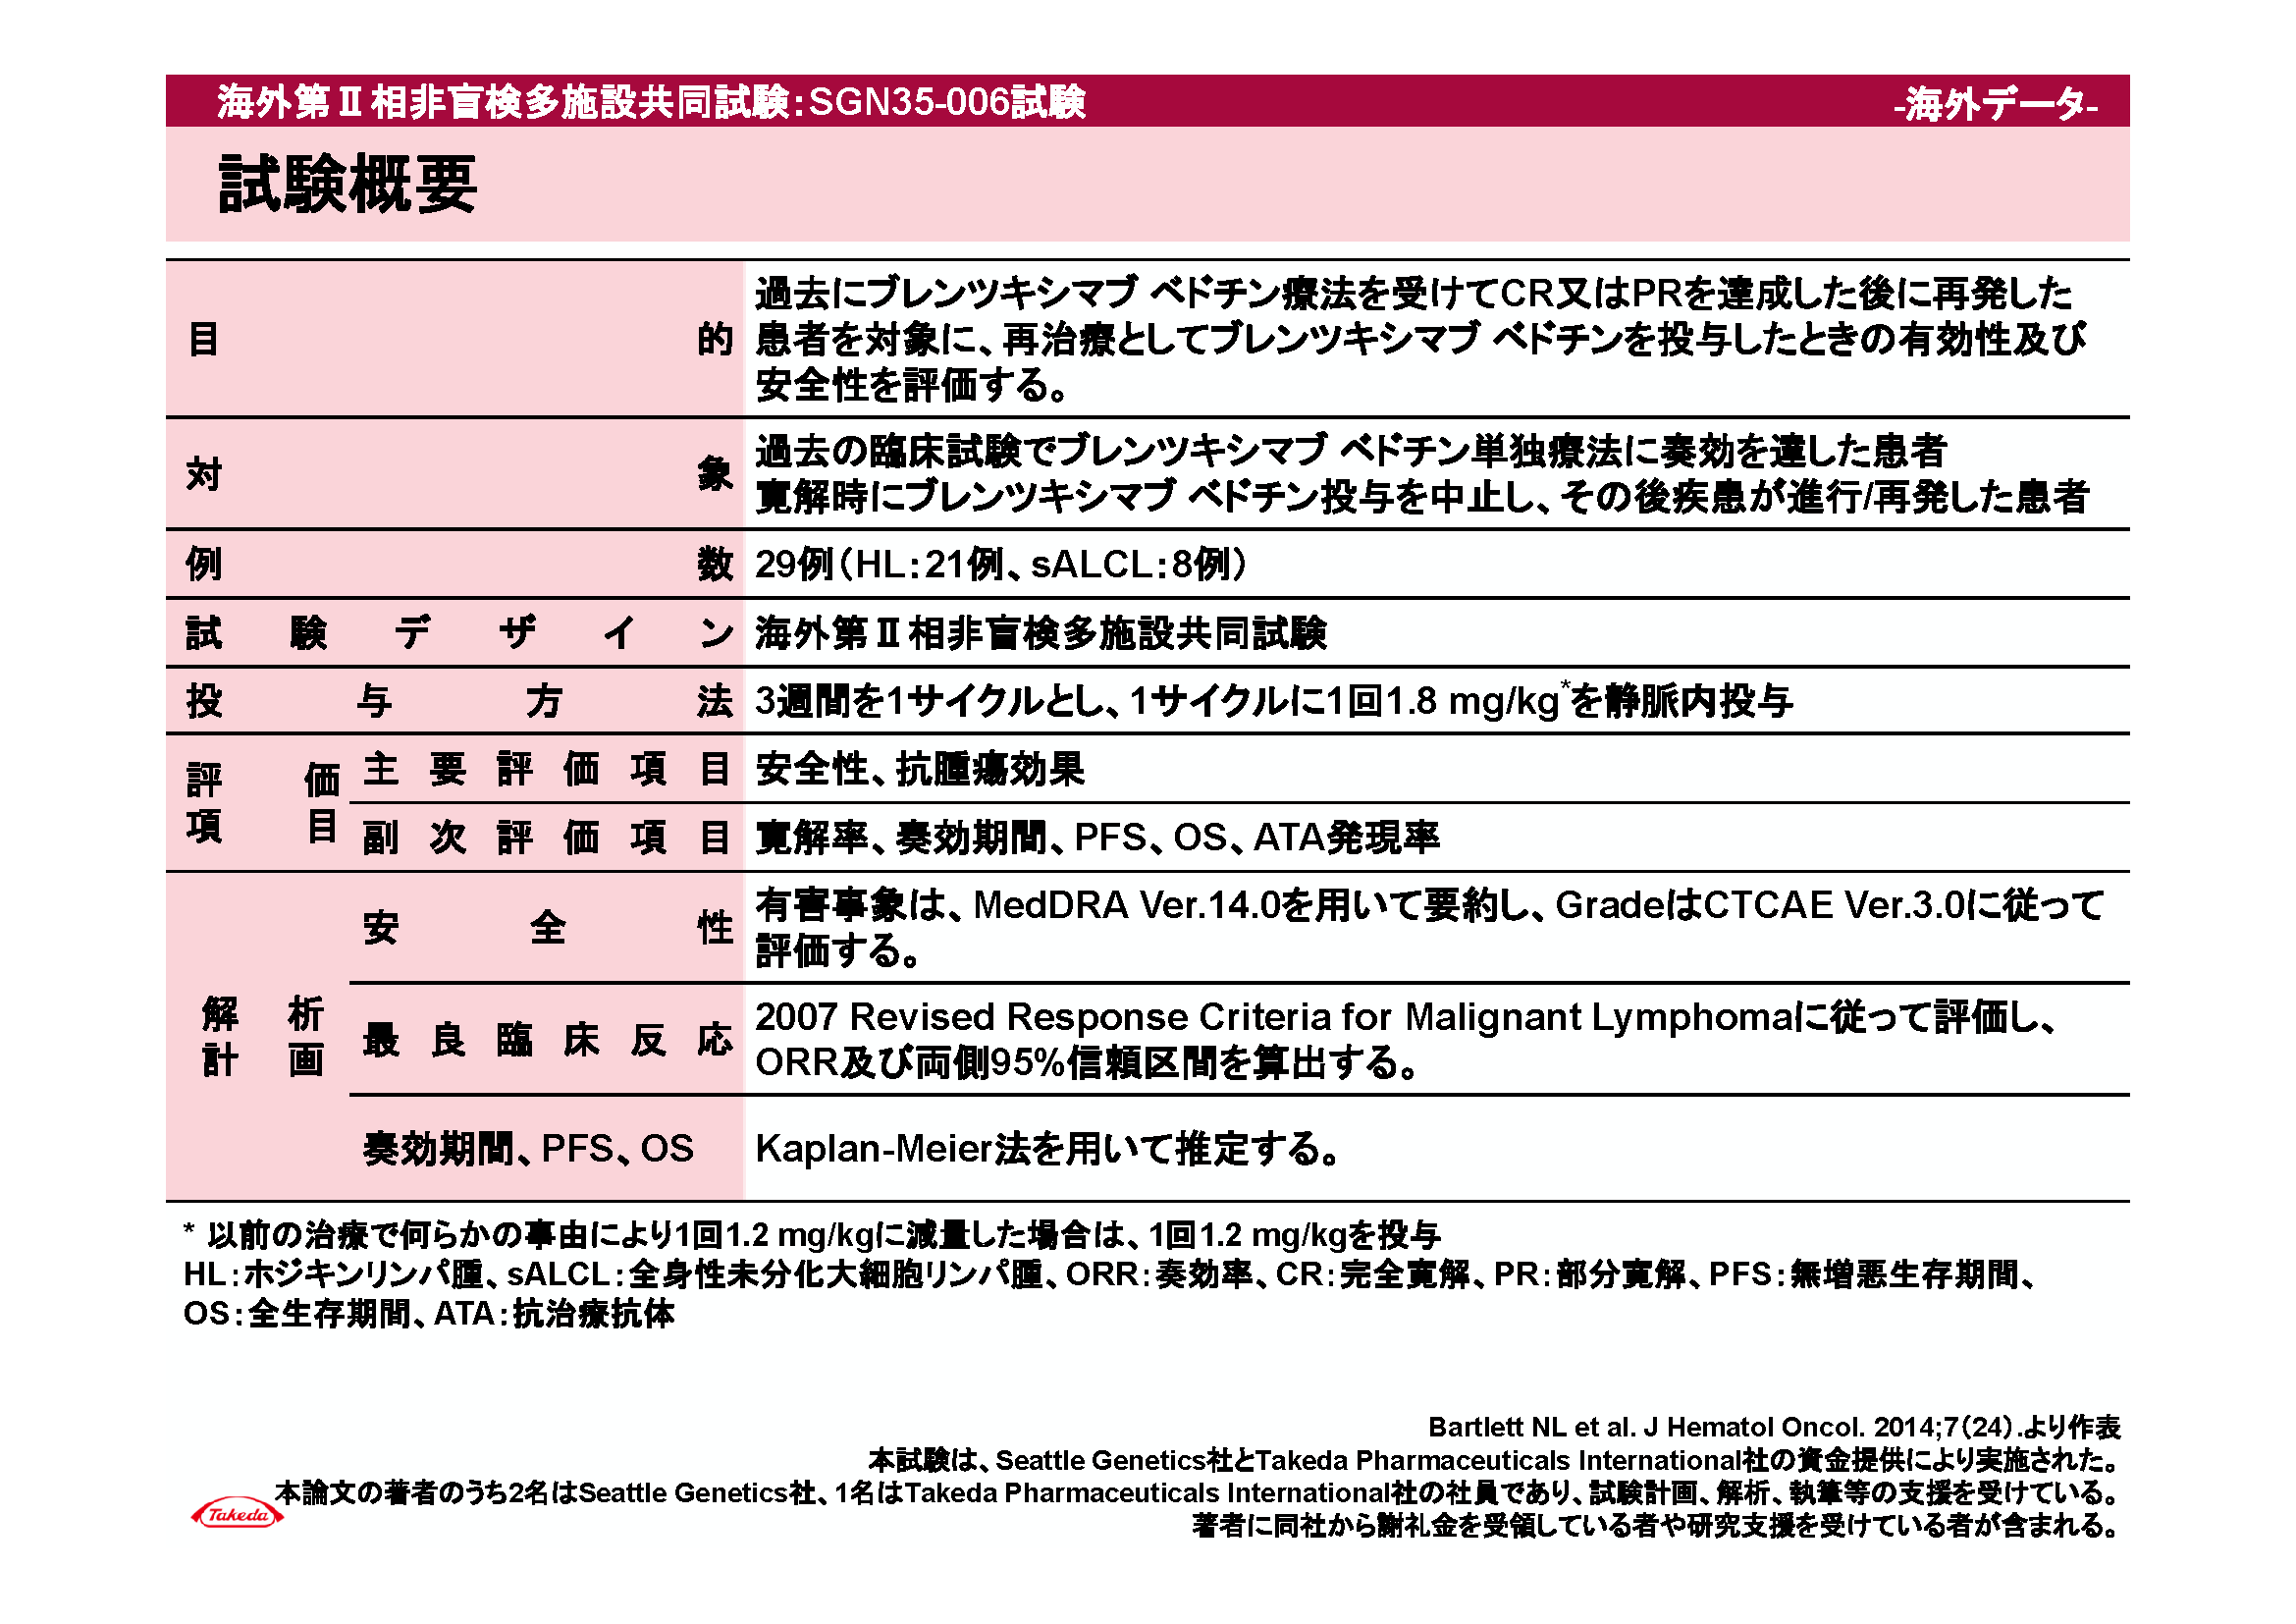 海外第Ⅱ相非盲検多施設共同試験：SGN35-006試験
-海外データ-
試験概要
目的
過去にブレンツキシマブ ベドチン療法を受けてCR又はPRを達成した後に再発した
患者を対象に、再治療としてブレンツキシマブ ベドチンを投与したときの有効性及び
安全性を評価する。
対象
過去の臨床試験でブレンツキシマブ ベドチン単独療法に奏効を達した患者
寛解時にブレンツキシマブ ベドチン投与を中止し、その後疾患が進行/再発した患者
例数
29例（HL：21例、sALCL：8例）
試験デザイン
海外第Ⅱ相非盲検多施設共同試験
投与方法
3週間を1サイクルとし、1サイクルに1回1.8 mg/kg*を静脈内投与
評価
項目
主要評価項目
安全性、抗腫瘍効果
副次評価項目
寛解率、奏効期間、PFS、OS、ATA発現率
解析
計画
安全性
有害事象は、MedDRA Ver.14.0を用いて要約し、GradeはCTCAE Ver.3.0に従って
評価する。
最良臨床反応
2007 Revised Response Criteria for Malignant Lymphomaに従って評価し、
ORR及び両側95%信頼区間を算出する。
奏効期間、PFS、OS
Kaplan-Meier法を用いて推定する。
* 以前の治療で何らかの事由により1回1.2 mg/kgに減量した場合は、1回1.2 mg/kgを投与
HL：ホジキンリンパ腫、sALCL：全身性未分化大細胞リンパ腫、ORR：奏効率、CR：完全寛解、PR：部分寛解、PFS：無増悪生存期間、
OS：全生存期間、ATA：抗治療抗体
Bartlett NL et al. J Hematol Oncol. 2014;7（24）.より作表
本試験は、Seattle Genetics社とTakeda Pharmaceuticals International社の資金提供により実施された。
本論文の著者のうち2名はSeattle Genetics社、1名はTakeda Pharmaceuticals International社の社員であり、試験計画、解析、執筆等の支援を受けている。
著者に同社から謝礼金を受領している者や研究支援を受けている者が含まれる。
Takeda